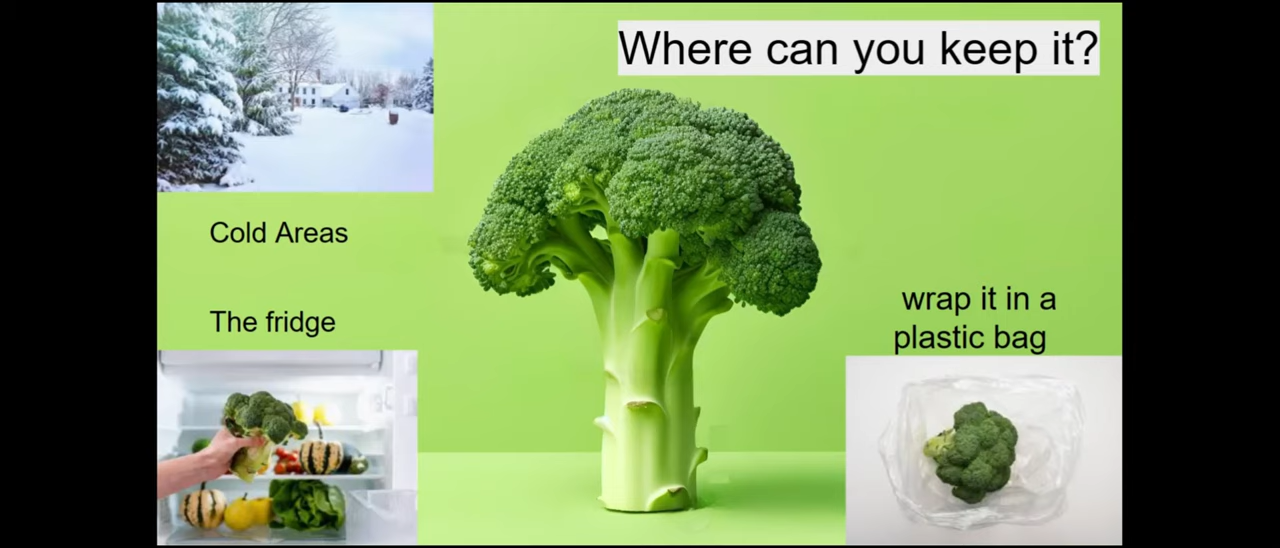 Where can you keep it?
Cold Areas
The fridge
wrap it in a
plastic bag